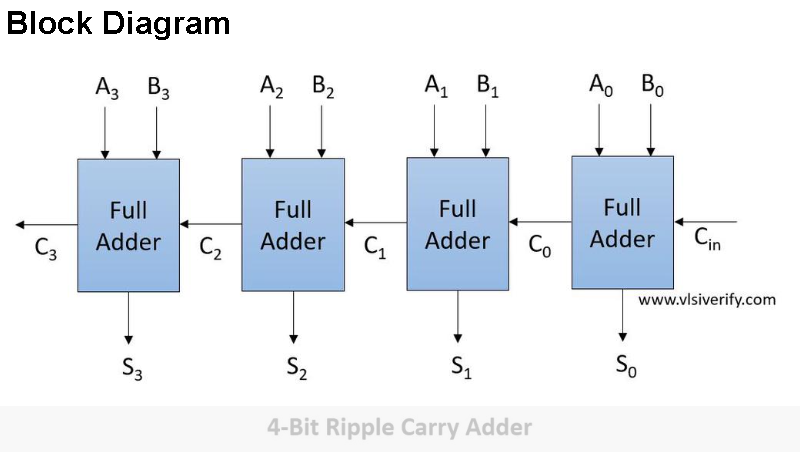 Block Diagram
A₃ B₃ A₂ B₂ A₁ B₁ A₀ B₀
Full Full Full Full
Adder Adder Adder Adder
C₃ C₂ C₁ C₀ Cᵢₙ
www.vlsiverify.com
S₃ S₂ S₁ S₀
4-Bit Ripple Carry Adder